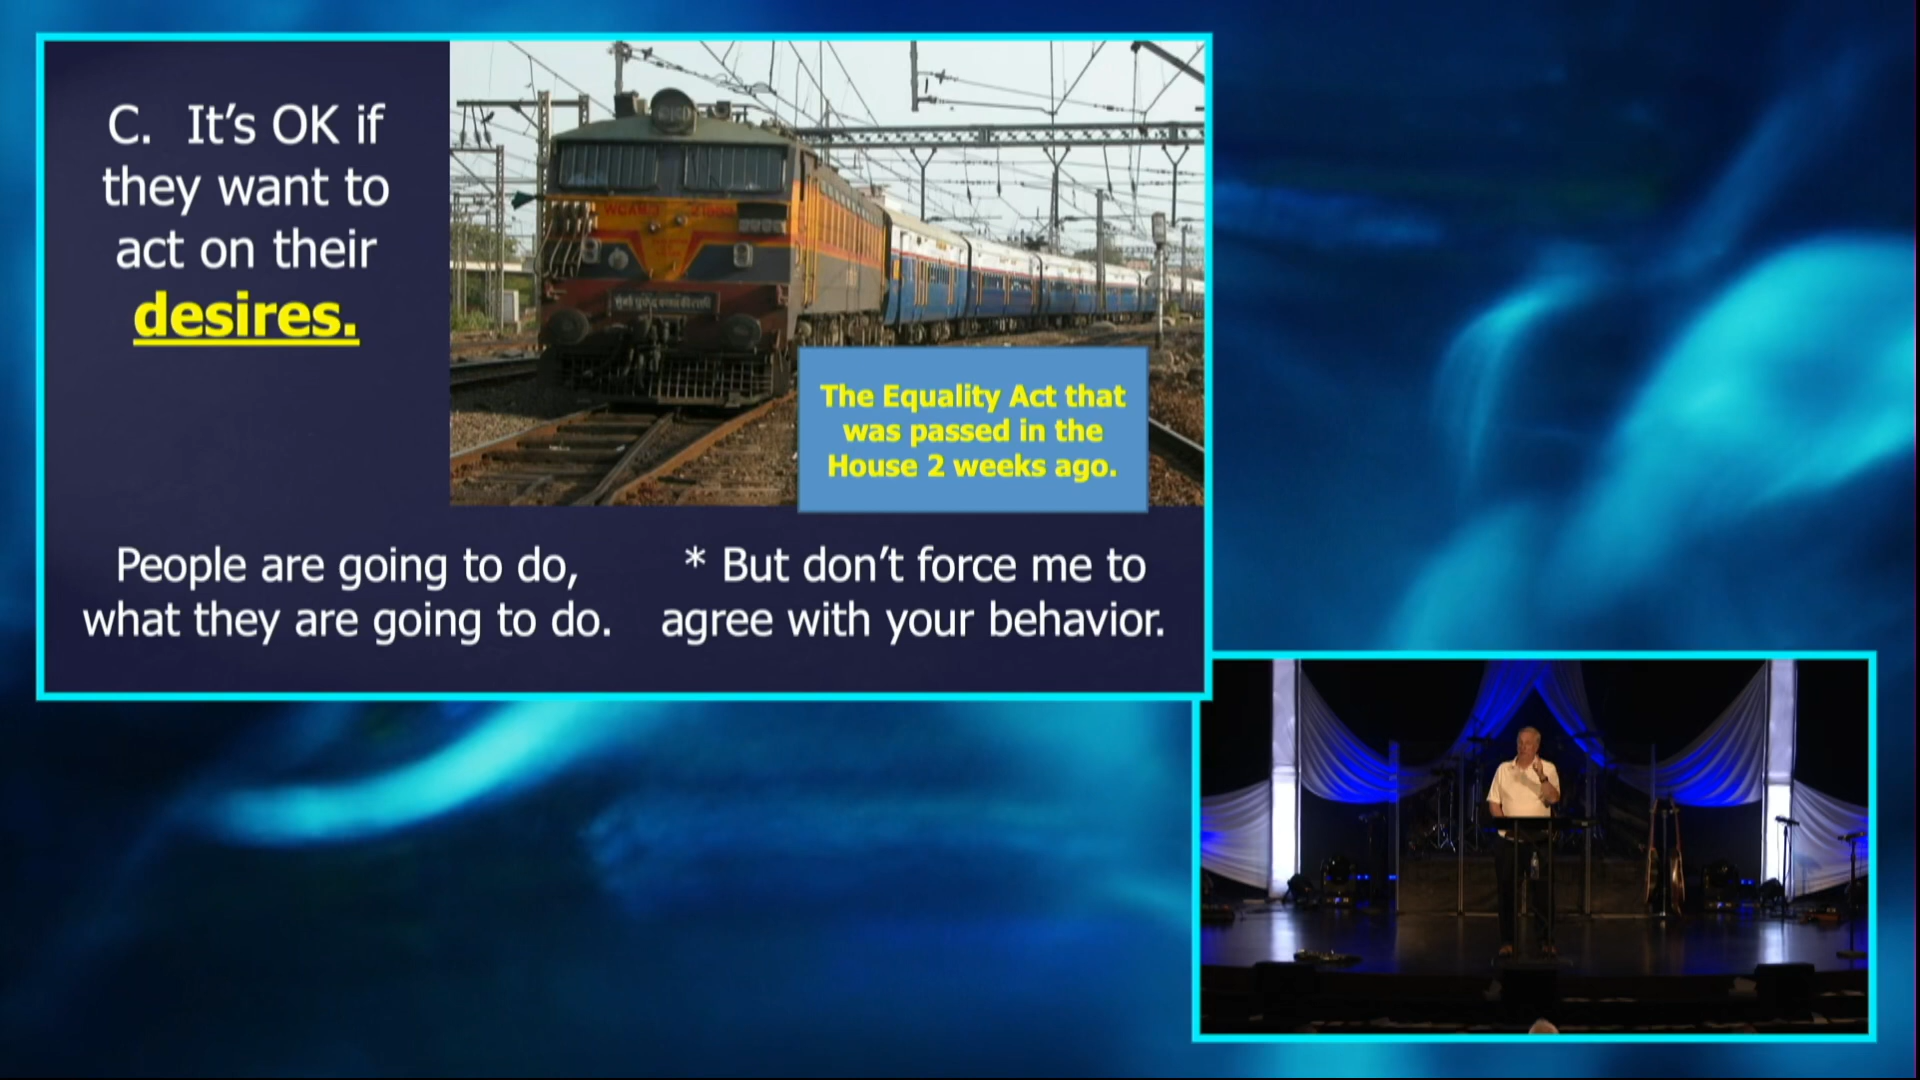 C. It's OK if
they want to
act on their
desires.
The Equality Act that
was passed in the
House 2 weeks ago.
People are going to do,
what they are going to do.
* But don't force me to
agree with your behavior.